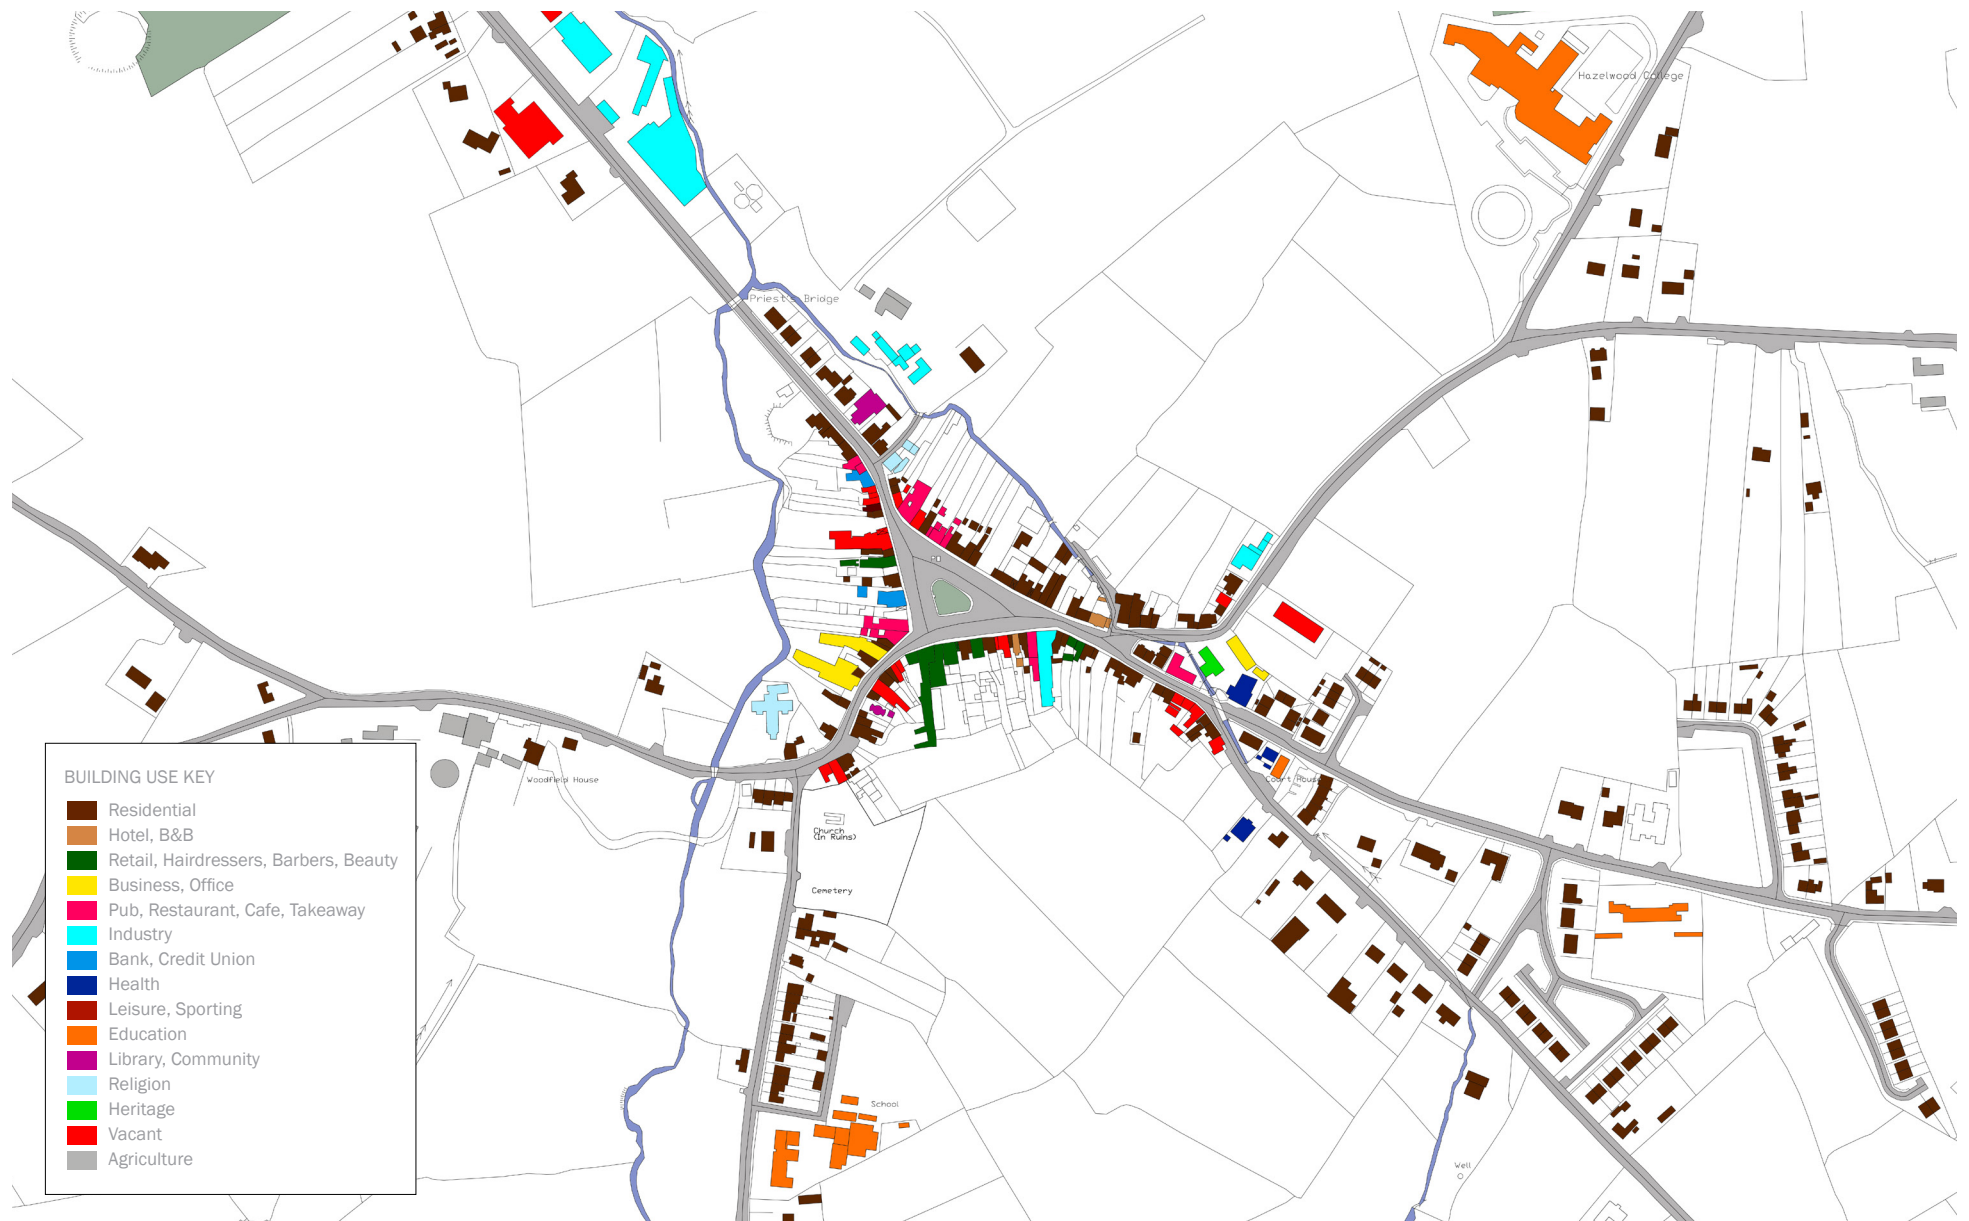 Hazelwood College
Priest's Bridge
Woodfield House
Court House
Church
(in Ruins)
Cemetery
School
Well
BUILDING USE KEY
Residential
Hotel, B&B
Retail, Hairdressers, Barbers, Beauty
Business, Office
Pub, Restaurant, Cafe, Takeaway
Industry
Bank, Credit Union
Health
Leisure, Sporting
Education
Library, Community
Religion
Heritage
Vacant
Agriculture